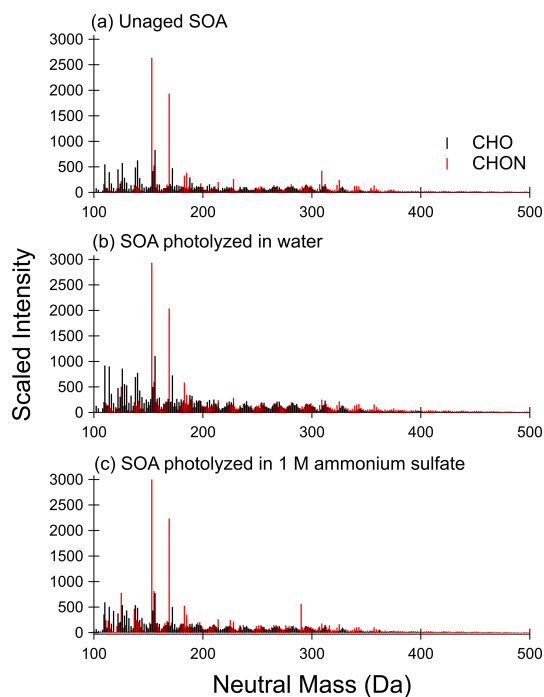 (a) Unaged SOA
3000
2500
2000
1500
1000
500
0
100 200 300 400 500
CHO
CHON
(b) SOA photolyzed in water
3000
2500
2000
1500
1000
500
0
100 200 300 400 500
Scaled Intensity
(c) SOA photolyzed in 1 M ammonium sulfate
3000
2500
2000
1500
1000
500
0
100 200 300 400 500
Neutral Mass (Da)